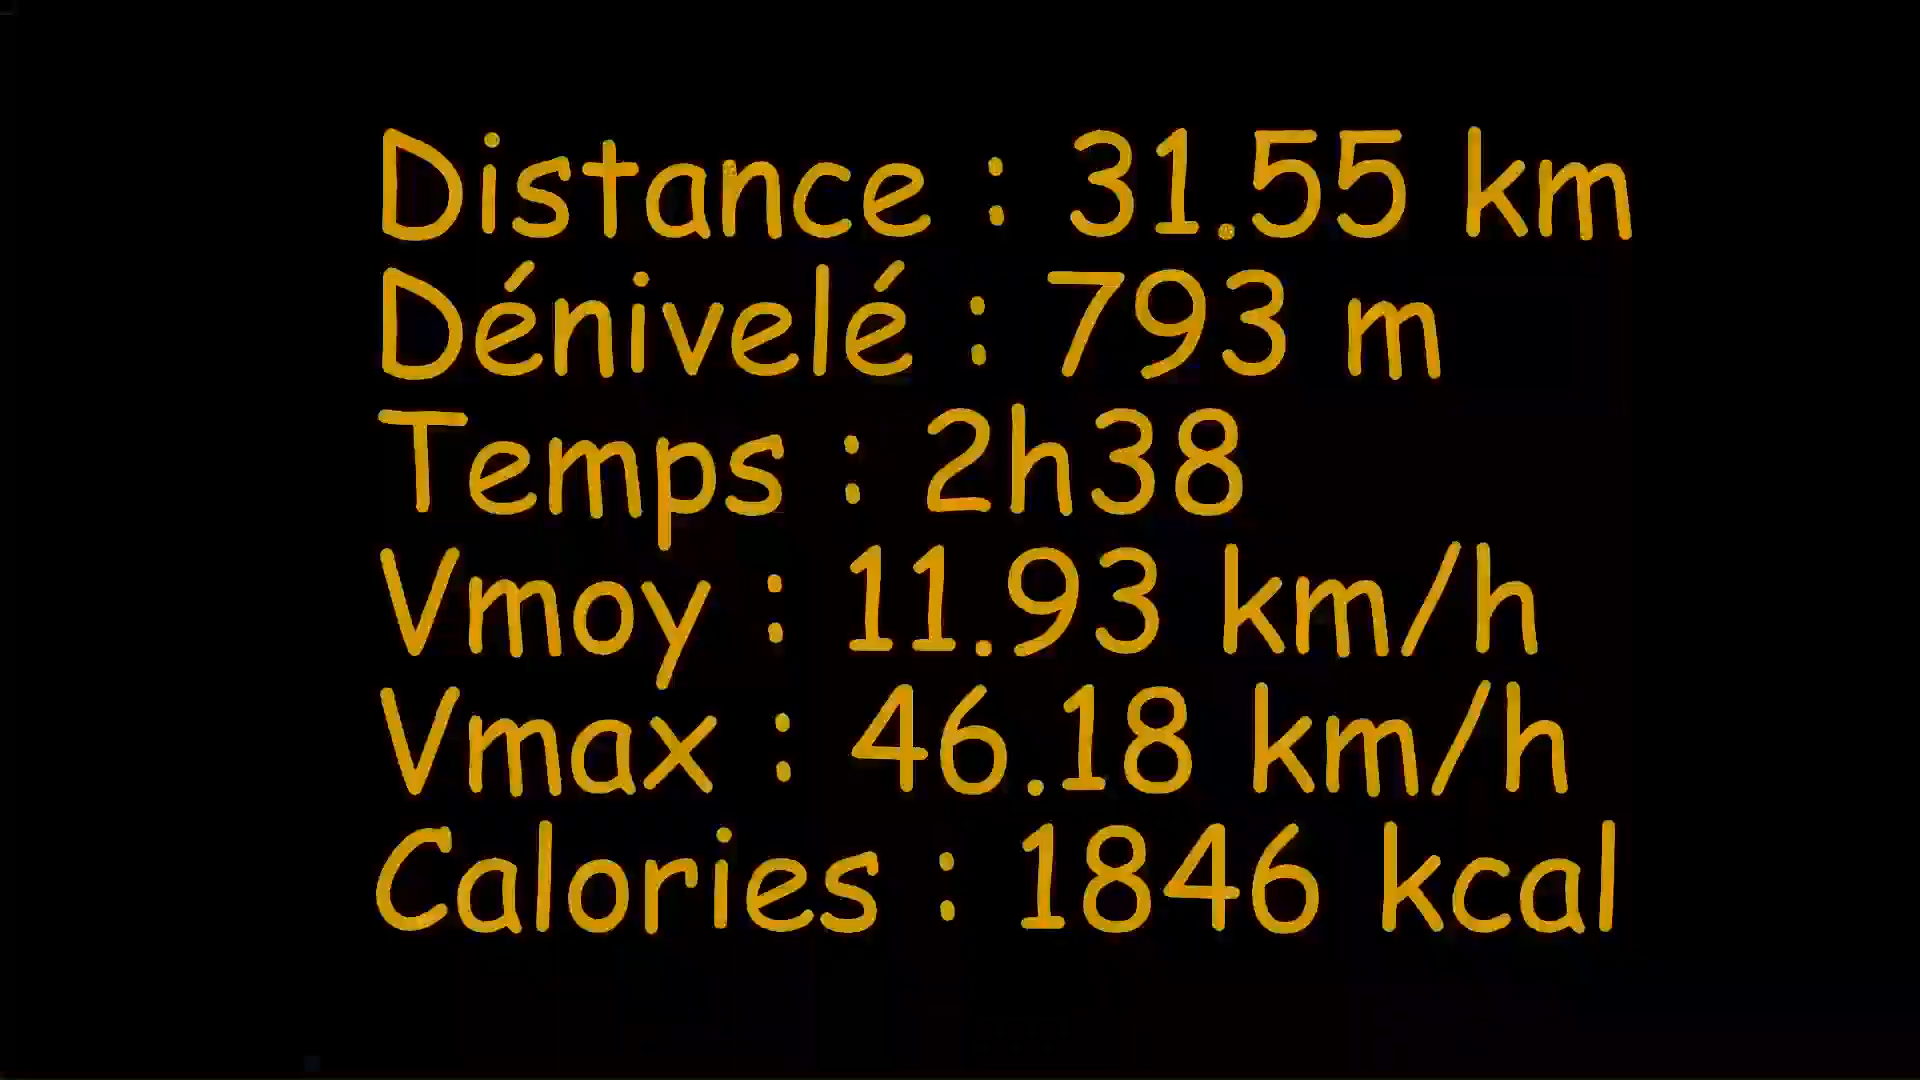 Distance : 31.55 km
Dénivelé : 793 m
Temps : 2h38
Vmoy : 11.93 km/h
Vmax : 46.18 km/h
Calories : 1846 kcal